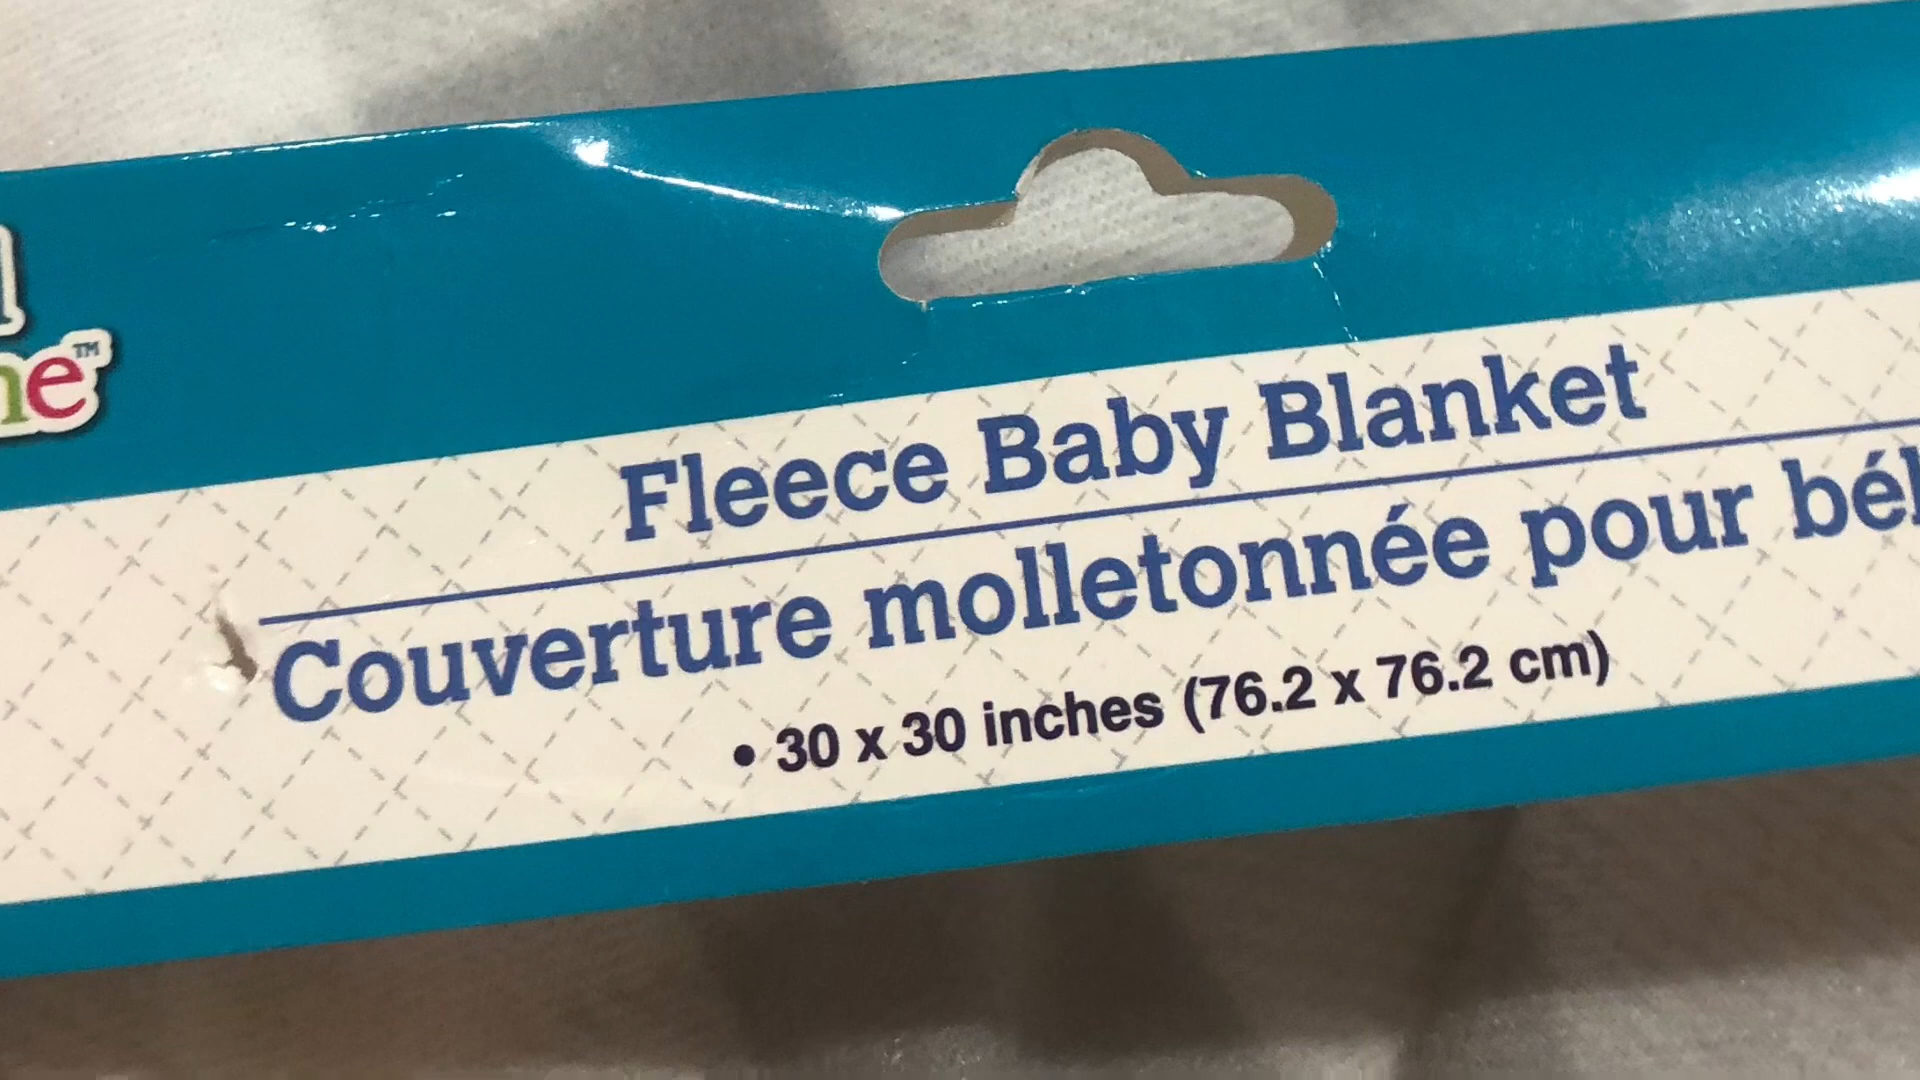 Fleece Baby Blanket
Couverture molletonnée pour
• 30 x 30 inches (76.2 x 76.2 cm)